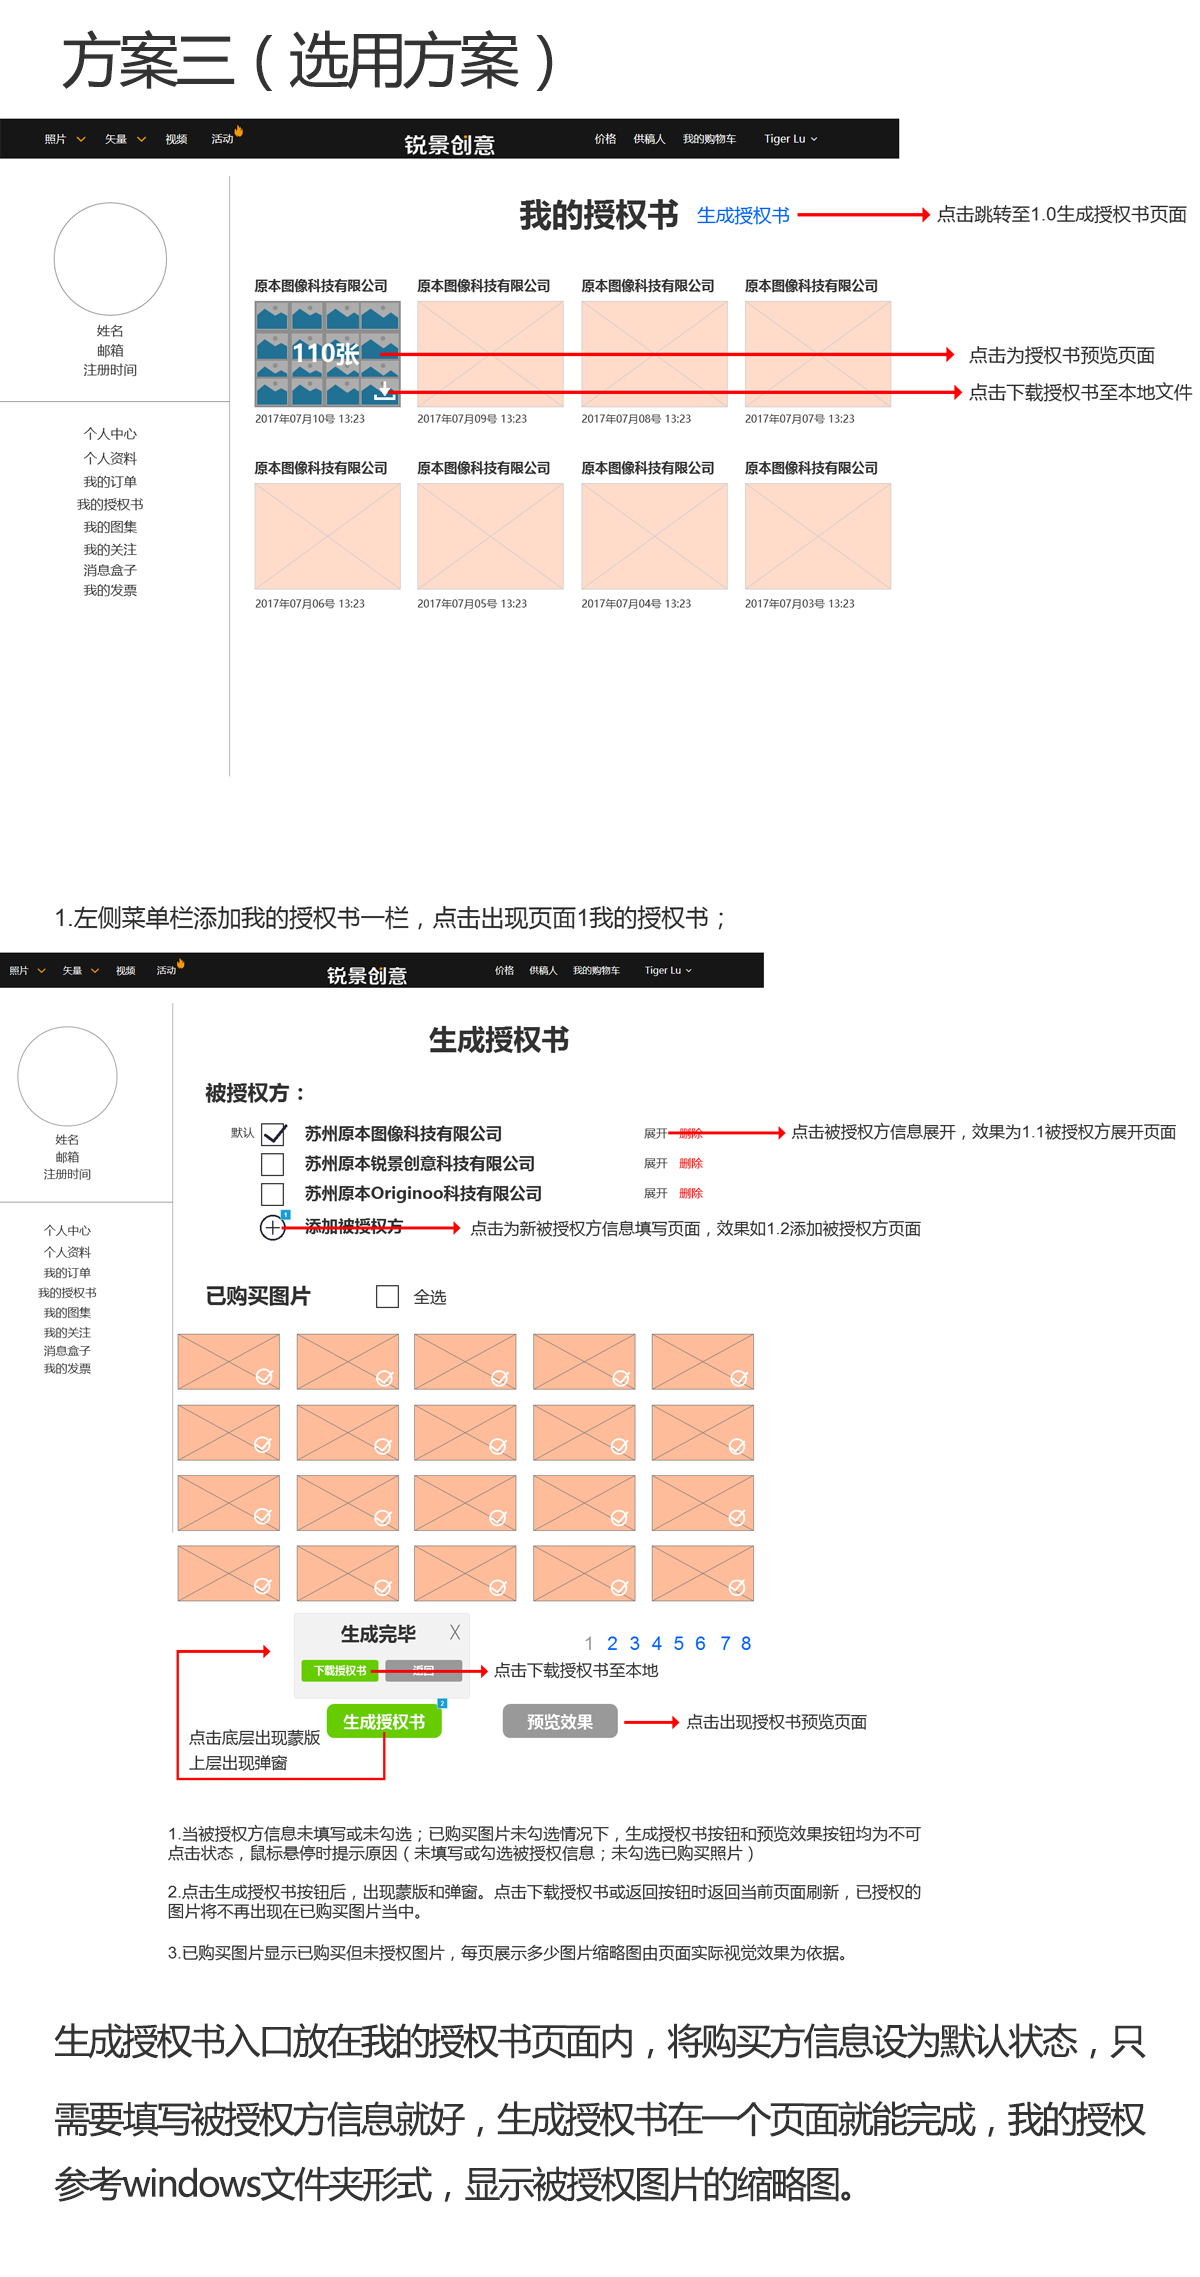 方案三（选用方案）
照片 矢量 视频 活动 锐景创意 价格 供稿人 我的购物车 Tiger Lu
我的授权书 生成授权书 点击跳转至1.0生成授权书页面
姓名
邮箱
注册时间
个人中心
个人资料
我的订单
我的授权书
我的图集
我的关注
消息盒子
我的发票
原本图像科技有限公司 原本图像科技有限公司 原本图像科技有限公司 原本图像科技有限公司
110张 点击为授权书预览页面
点击下载授权书至本地文件
2017年07月10号 13:23 2017年07月09号 13:23 2017年07月08号 13:23 2017年07月07号 13:23
原本图像科技有限公司 原本图像科技有限公司 原本图像科技有限公司 原本图像科技有限公司
2017年07月06号 13:23 2017年07月05号 13:23 2017年07月04号 13:23 2017年07月03号 13:23
1.左侧菜单栏添加我的授权书一栏，点击出现页面1我的授权书；
照片 矢量 视频 活动 锐景创意 价格 供稿人 我的购物车 Tiger Lu
姓名
邮箱
注册时间
个人中心
个人资料
我的订单
我的授权书
我的图集
我的关注
消息盒子
我的发票
生成授权书
被授权方：
默认 苏州原本图像科技有限公司 展开 删除 点击被授权方信息展开，效果为1.1被授权方展开页面
苏州原本锐景创意科技有限公司 展开 删除
苏州原本Originoo科技有限公司 展开 删除
1 添加被授权方 点击为新被授权方信息填写页面，效果如1.2添加被授权方页面
已购买图片 全选
生成完毕 X
1 2 3 4 5 6 7 8
下载授权书 返回 点击下载授权书至本地
生成授权书 2 预览效果 点击出现授权书预览页面
点击底层出现蒙版
上层出现弹窗
1.当被授权方信息未填写或未勾选；已购买图片未勾选情况下，生成授权书按钮和预览效果按钮均为不可
点击状态，鼠标悬停时提示原因（未填写或勾选被授权信息；未勾选已购买照片）
2.点击生成授权书按钮后，出现蒙版和弹窗。点击下载授权书或返回按钮时返回当前页面刷新，已授权的
图片将不再出现在已购买图片当中。
3.已购买图片显示已购买但未授权图片，每页展示多少图片缩略图由页面实际视觉效果为依据。
生成授权书入口放在我的授权书页面内，将购买方信息设为默认状态，只
需要填写被授权方信息就好，生成授权书在一个页面就能完成，我的授权
参考windows文件夹形式，显示被授权图片的缩略图。